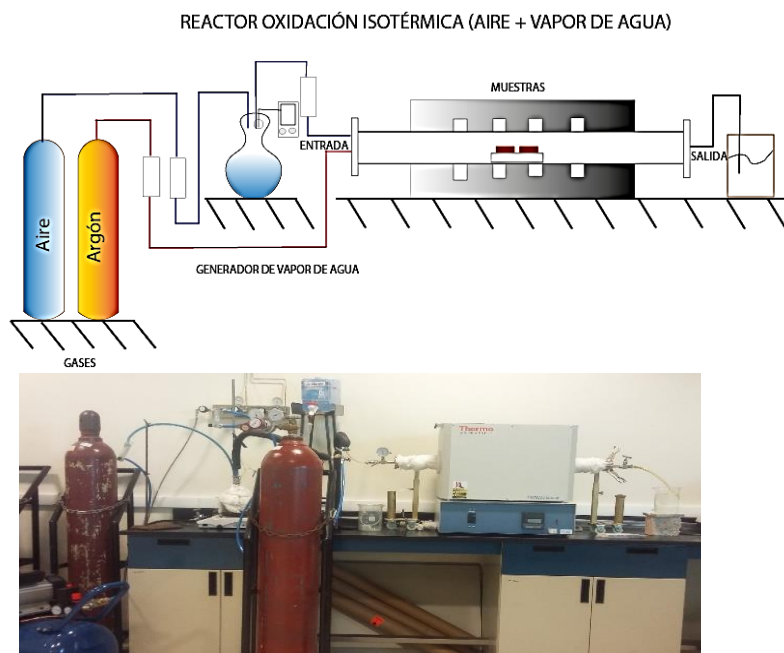 REACTOR OXIDACIÓN ISOTÉRMICA (AIRE + VAPOR DE AGUA)
MUESTRAS
ENTRADA
SALIDA
Aire
Argón
GENERADOR DE VAPOR DE AGUA
GASES
Thermo